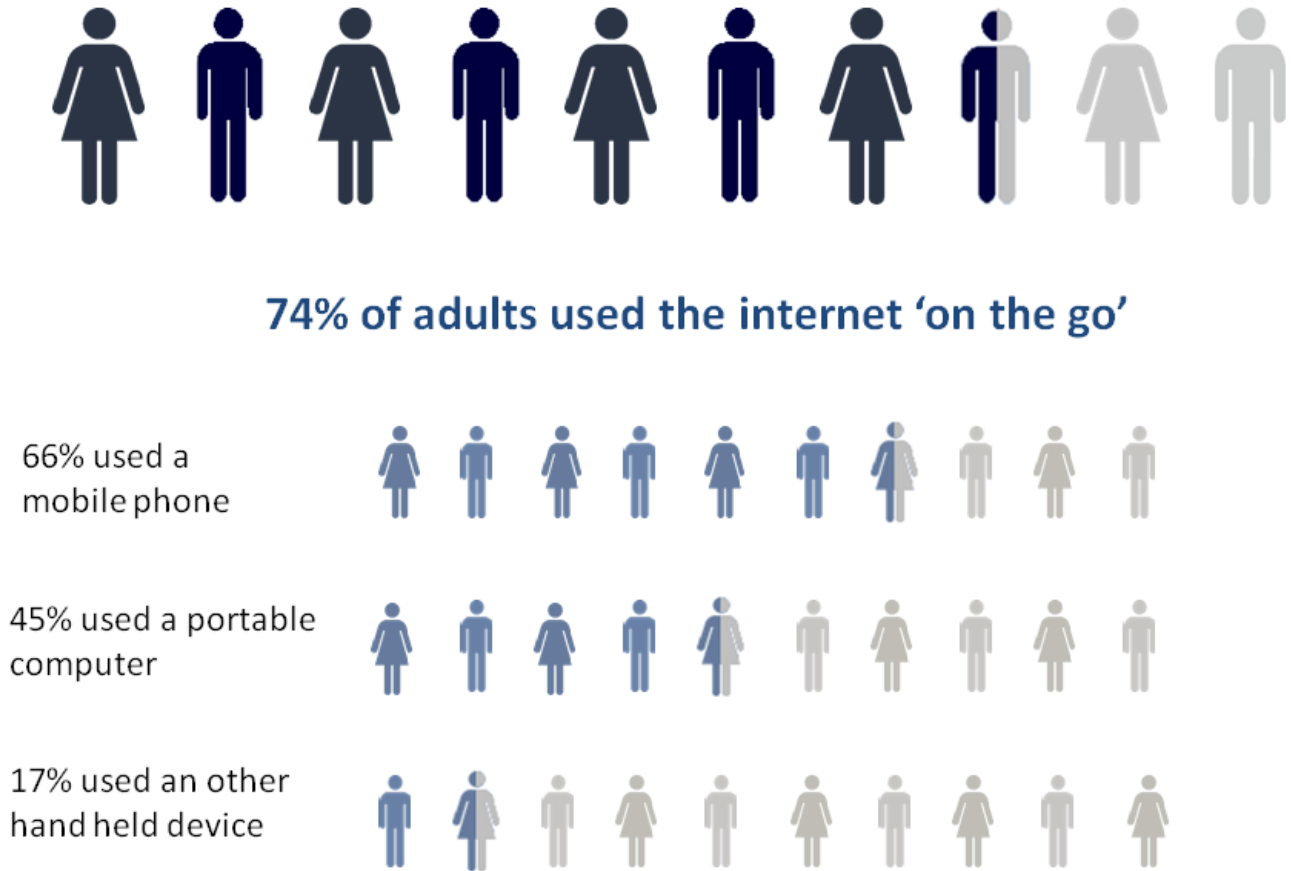 74% of adults used the internet ‘on the go’
66% used a
mobile phone
45% used a portable
computer
17% used an other
hand held device